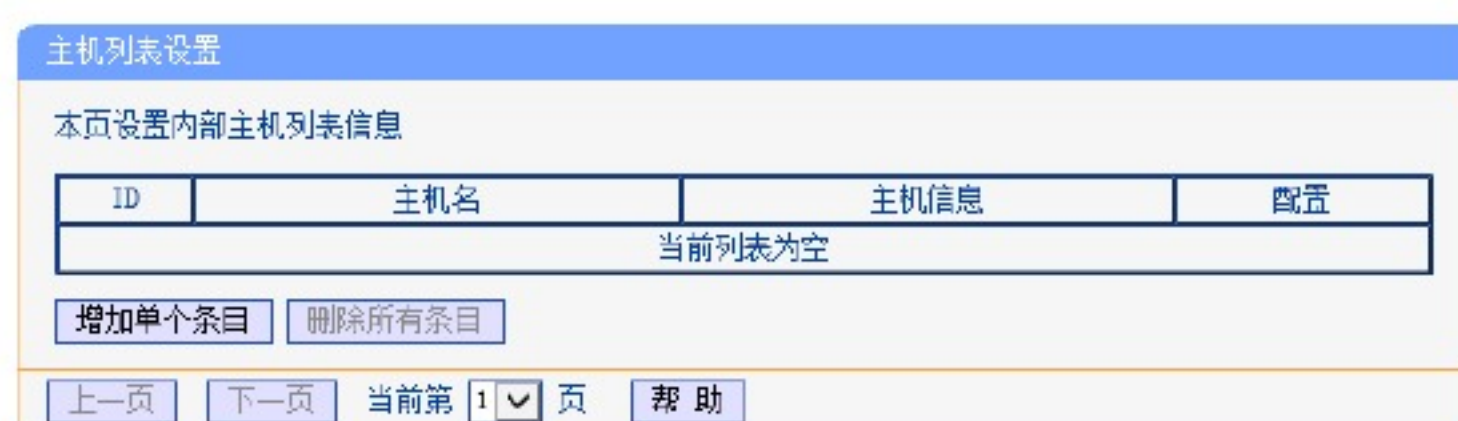 主机列表设置
本页设置内部主机列表信息
ID 主机名 主机信息 配置
当前列表为空
增加单个条目 删除所有条目
上一页 下一页 当前第 1 页 帮 助